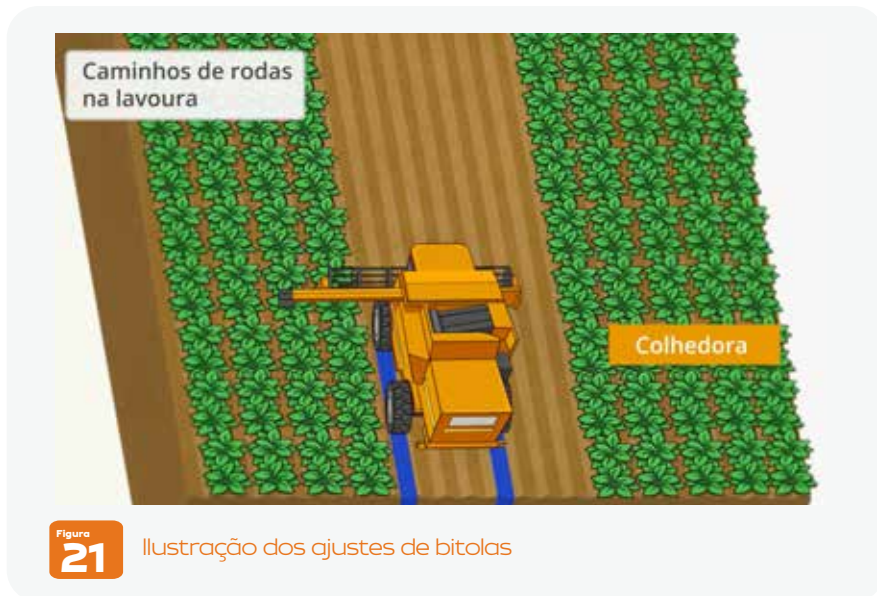 Caminhos de rodas
na lavoura
Colhedora
Figura
21
Ilustração dos ajustes de bitolas